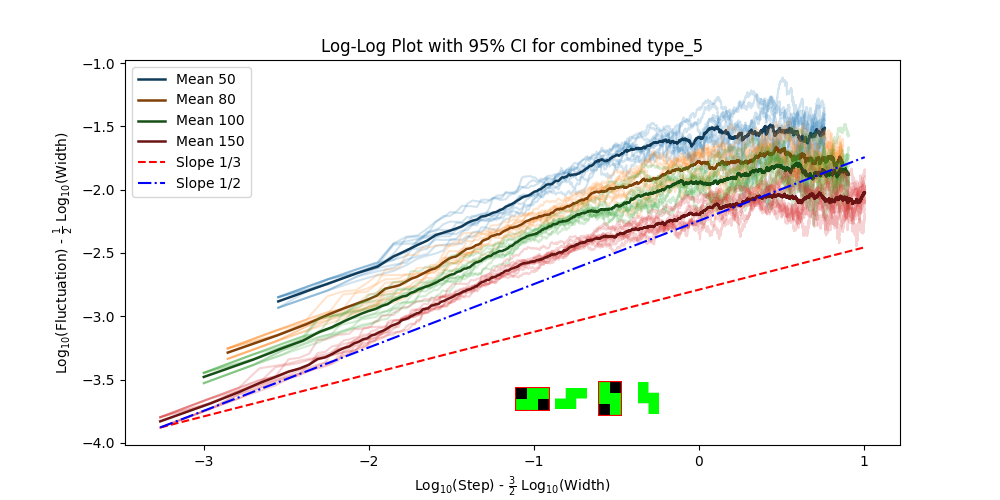 Log-Log Plot with 95% CI for combined type_5
Log₁₀(Fluctuation) - ½ Log₁₀(Width)
−1.0
−1.5
−2.0
−2.5
−3.0
−3.5
−4.0
Mean 50
Mean 80
Mean 100
Mean 150
Slope 1/3
Slope 1/2
−3
−2
−1
0
1
Log₁₀(Step) - 3/2 Log₁₀(Width)